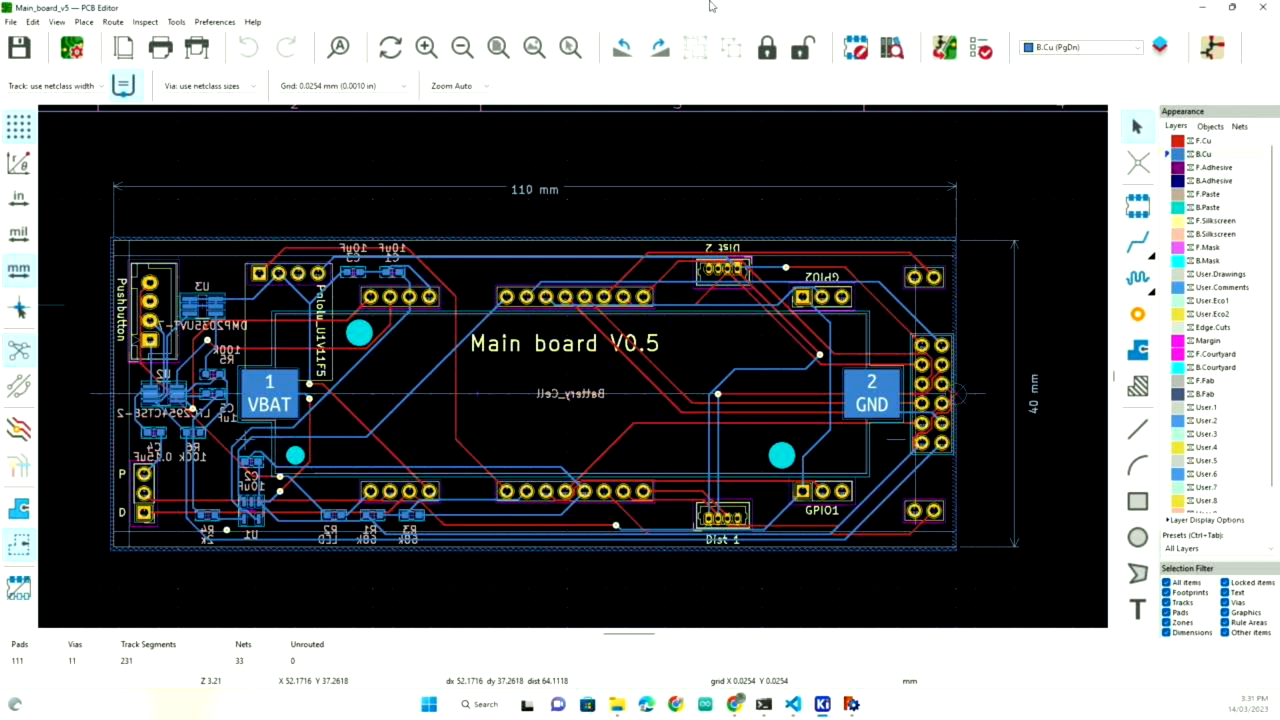 Main_board_v5 — PCB Editor
File Edit View Place Route Inspect Tools Preferences Help
B.Cu (PgDn)
Track: use netclass width
Via: use netclass sizes
Grid: 0.0254 mm (0.0010 in)
Zoom Auto
in
mil
mm
110 mm
40 mm
Pushbutton
U3
10uF 10uF
C3 C1
Dist 2
GPIO2
Pololu_U1V11F5
100k
R5
Main board V0.5
Battery_Cell
1
VBAT
2
GND
U2
1uF
C4
R6
100k
C2
10uF
P
D
R4
2k
U1
R2
LED
R1
68k
R3
68k
Dist 1
GPIO1
Appearance
Layers Objects Nets
F.Cu
B.Cu
F.Adhesive
B.Adhesive
F.Paste
B.Paste
F.Silkscreen
B.Silkscreen
F.Mask
B.Mask
User.Drawings
User.Comments
User.Eco1
User.Eco2
Edge.Cuts
Margin
F.Courtyard
B.Courtyard
F.Fab
B.Fab
User.1
User.2
User.3
User.4
User.5
User.6
User.7
User.8
Layer Display Options
Presets (Ctrl+Tab):
All Layers
Selection Filter
All items Locked items
Footprints Text
Tracks Vias
Pads Graphics
Zones Rule Areas
Dimensions Other items
Pads Vias Track Segments Nets Unrouted
111 11 231 33 0
Z 3.21 X 52.1716 Y 37.2618 dx 52.1716 dy 37.2618 dist 64.1118 grid X 0.0254 Y 0.0254 mm
Search
Ki
3:31 PM
14/03/2023